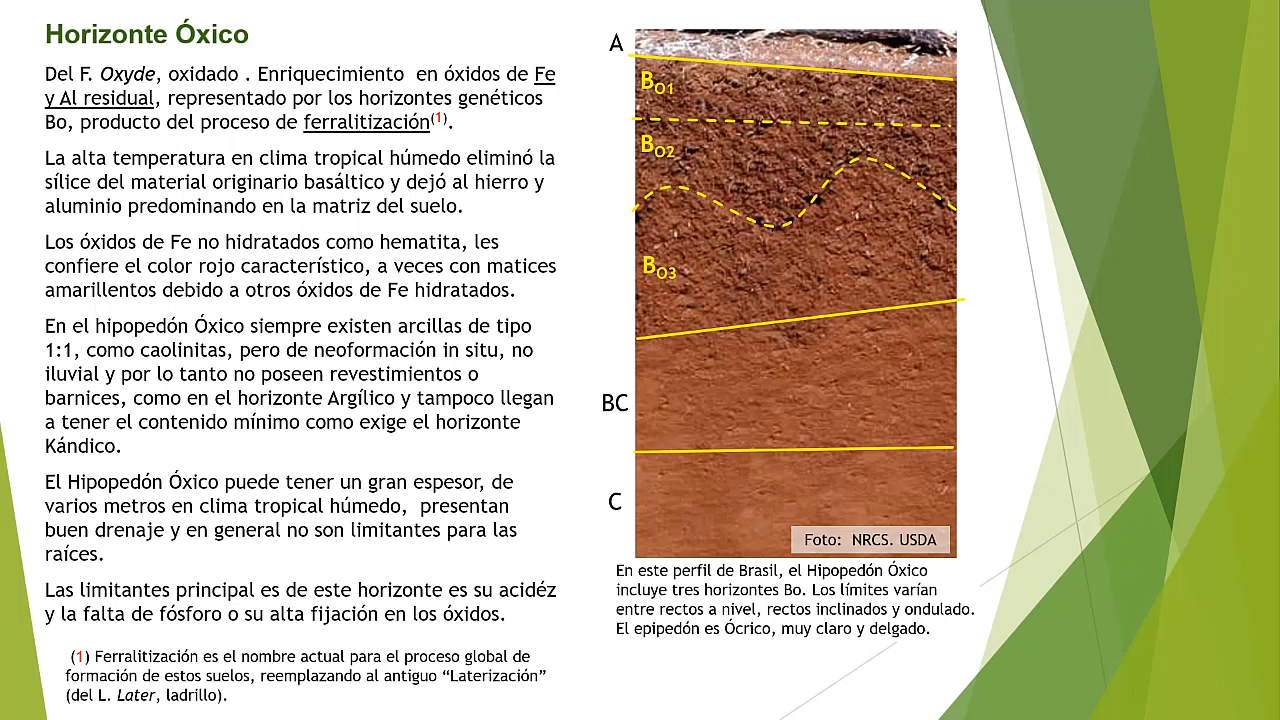 Horizonte Óxico
Del F. Oxyde, oxidado . Enriquecimiento en óxidos de Fe
y Al residual, representado por los horizontes genéticos
Bo, producto del proceso de ferralitización(1).
La alta temperatura en clima tropical húmedo eliminó la
sílice del material originario basáltico y dejó al hierro y
aluminio predominando en la matriz del suelo.
Los óxidos de Fe no hidratados como hematita, les
confiere el color rojo característico, a veces con matices
amarillentos debido a otros óxidos de Fe hidratados.
En el hipopedón Óxico siempre existen arcillas de tipo
1:1, como caolinitas, pero de neoformación in situ, no
iluvial y por lo tanto no poseen revestimientos o
barnices, como en el horizonte Argílico y tampoco llegan
a tener el contenido mínimo como exige el horizonte
Kándico.
El Hipopedón Óxico puede tener un gran espesor, de
varios metros en clima tropical húmedo, presentan
buen drenaje y en general no son limitantes para las
raíces.
Las limitantes principal es de este horizonte es su acidéz
y la falta de fósforo o su alta fijación en los óxidos.
(1) Ferralitización es el nombre actual para el proceso global de
formación de estos suelos, reemplazando al antiguo “Laterización”
(del L. Later, ladrillo).
A
BO1
BO2
BO3
BC
C
Foto: NRCS. USDA
En este perfil de Brasil, el Hipopedón Óxico
incluye tres horizontes Bo. Los límites varían
entre rectos a nivel, rectos inclinados y ondulado.
El epipedón es Ócrico, muy claro y delgado.